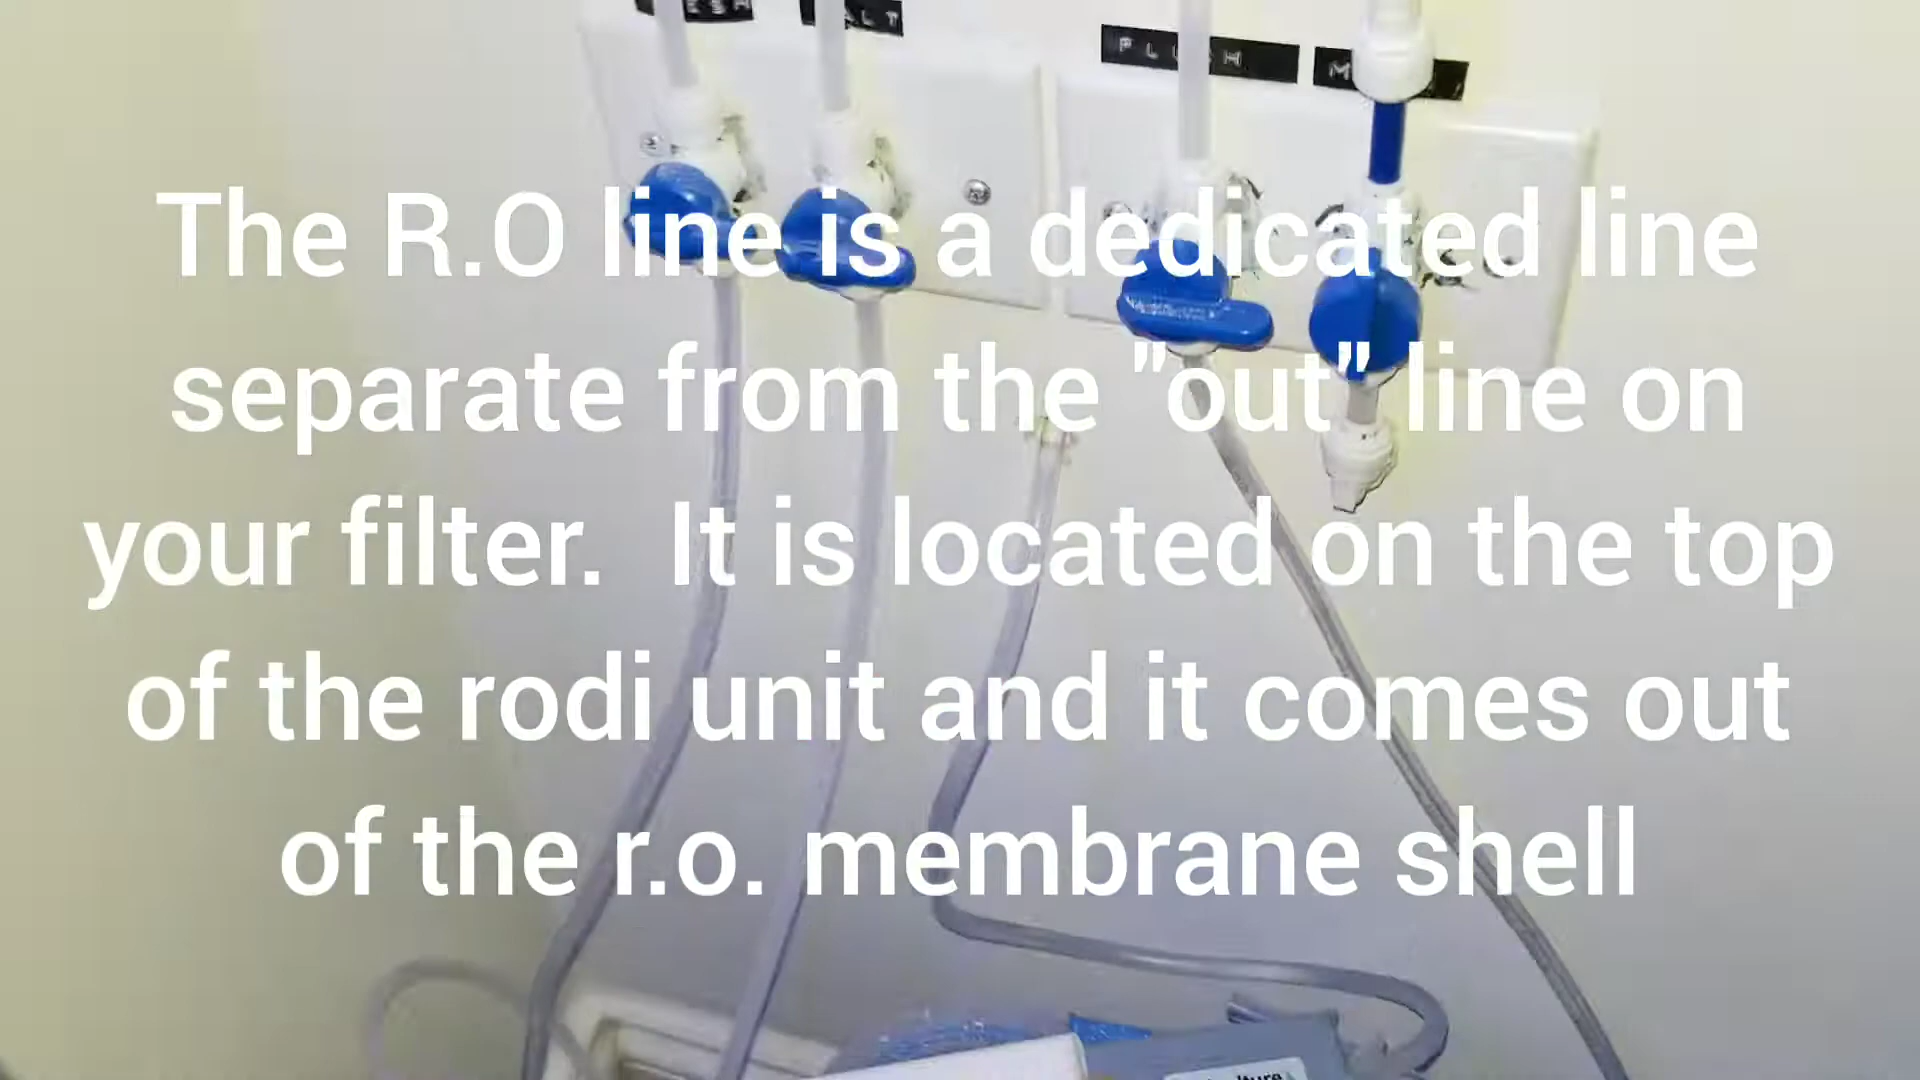 The R.O line is a dedicated line
separate from the "out" line on
your filter.  It is located on the top
of the rodi unit and it comes out
of the r.o. membrane shell